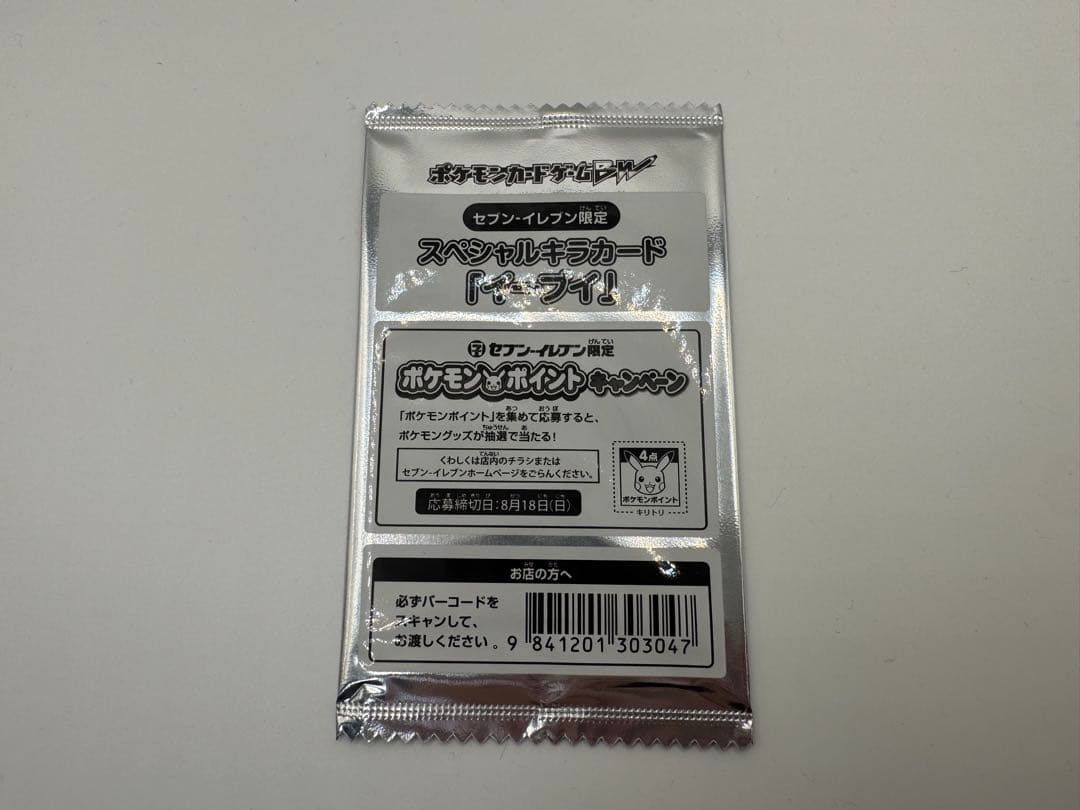 ポケモンカードゲームBW
セブン-イレブン限定
スペシャルキラカード
「イーブイ」
セブン-イレブン限定
ポケモンポイントキャンペーン
「ポケモンポイント」を集めて応募すると、
ポケモングッズが抽選で当たる!
くわしくは店内のチラシまたは
セブン-イレブンホームページをごらんください。
応募締切日:8月18日(日)
4点
ポケモンポイント
キリトリ
お店の方へ
必ずバーコードを
スキャンして、
お渡しください。
9 841201 303047